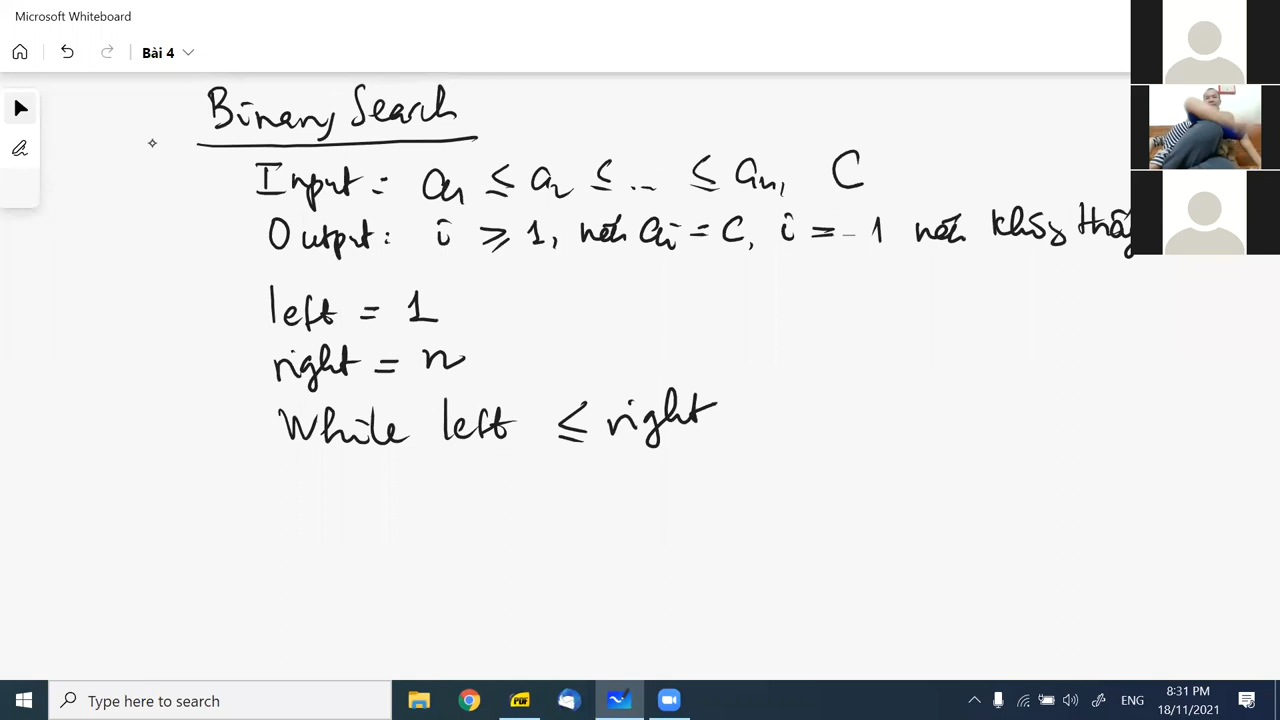 Microsoft Whiteboard
Bài 4
Binary Search
Input: a₁ ≤ a₂ ≤ ... ≤ aₙ, C
Output: i ≥ 1, nếu aᵢ = C, i = -1 nếu không thấy
left = 1
right = n
While left ≤ right
Type here to search
PDF
ENG
8:31 PM
18/11/2021